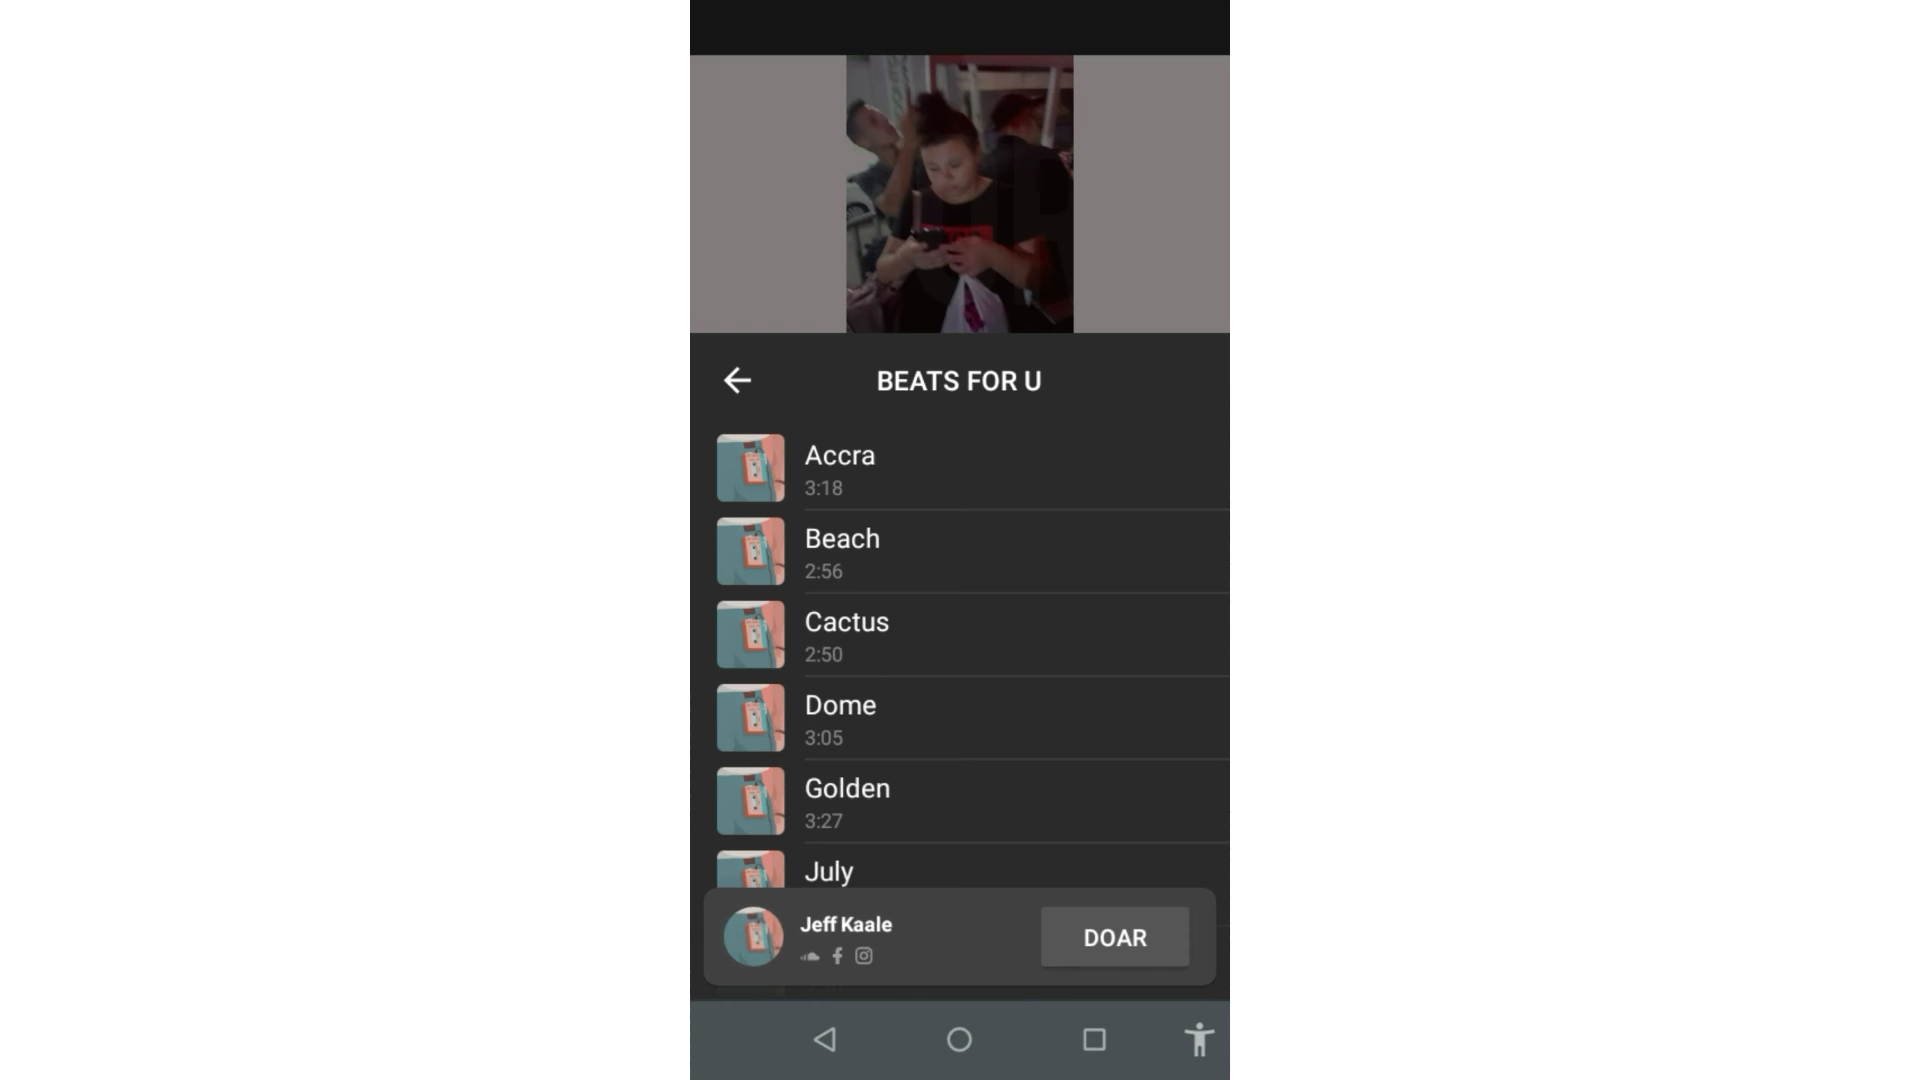 BEATS FOR U
Accra
3:18
Beach
2:56
Cactus
2:50
Dome
3:05
Golden
3:27
July
Jeff Kaale
DOAR